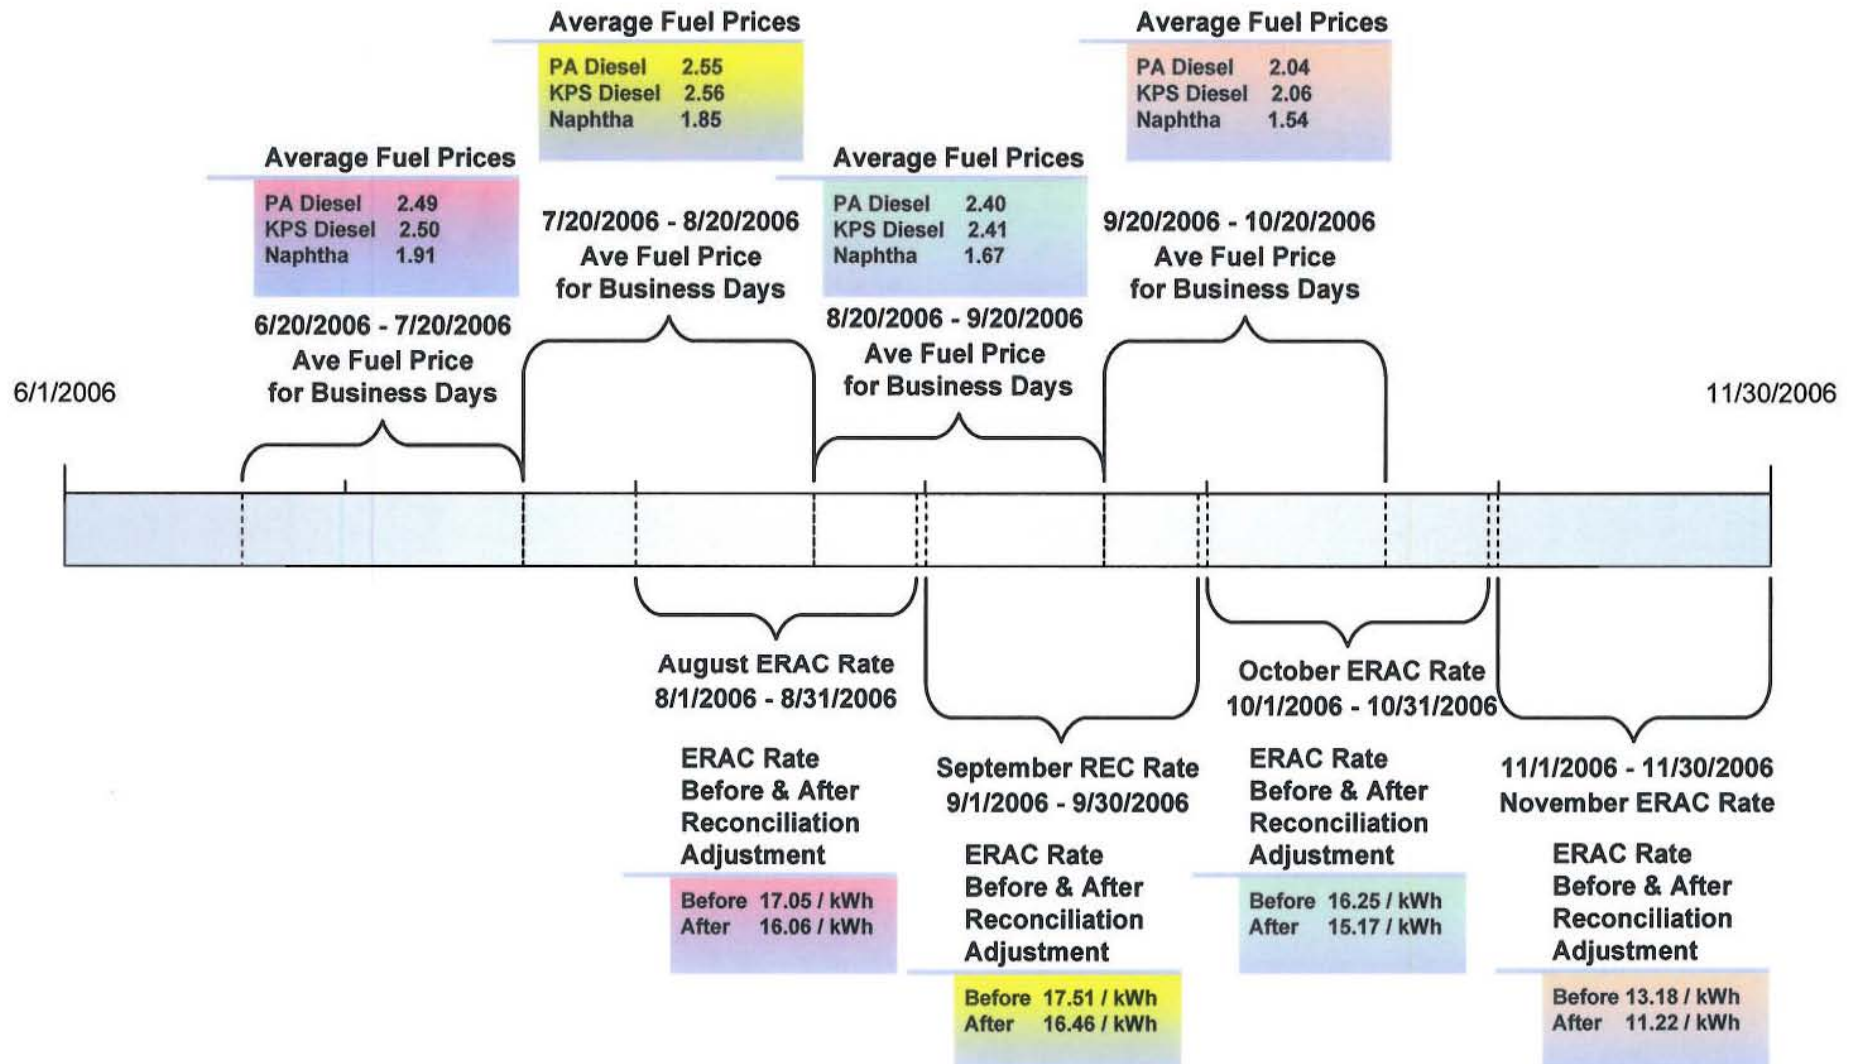 Average Fuel Prices
PA Diesel 2.55
KPS Diesel 2.56
Naphtha 1.85
Average Fuel Prices
PA Diesel 2.04
KPS Diesel 2.06
Naphtha 1.54
Average Fuel Prices
PA Diesel 2.49
KPS Diesel 2.50
Naphtha 1.91
Average Fuel Prices
PA Diesel 2.40
KPS Diesel 2.41
Naphtha 1.67
7/20/2006 - 8/20/2006
Ave Fuel Price
for Business Days
9/20/2006 - 10/20/2006
Ave Fuel Price
for Business Days
6/20/2006 - 7/20/2006
Ave Fuel Price
for Business Days
8/20/2006 - 9/20/2006
Ave Fuel Price
for Business Days
6/1/2006
11/30/2006
August ERAC Rate
8/1/2006 - 8/31/2006
ERAC Rate
Before & After
Reconciliation
Adjustment
Before 17.05 / kWh
After 16.06 / kWh
September REC Rate
9/1/2006 - 9/30/2006
ERAC Rate
Before & After
Reconciliation
Adjustment
Before 17.51 / kWh
After 16.46 / kWh
October ERAC Rate
10/1/2006 - 10/31/2006
ERAC Rate
Before & After
Reconciliation
Adjustment
Before 16.25 / kWh
After 15.17 / kWh
11/1/2006 - 11/30/2006
November ERAC Rate
ERAC Rate
Before & After
Reconciliation
Adjustment
Before 13.18 / kWh
After 11.22 / kWh